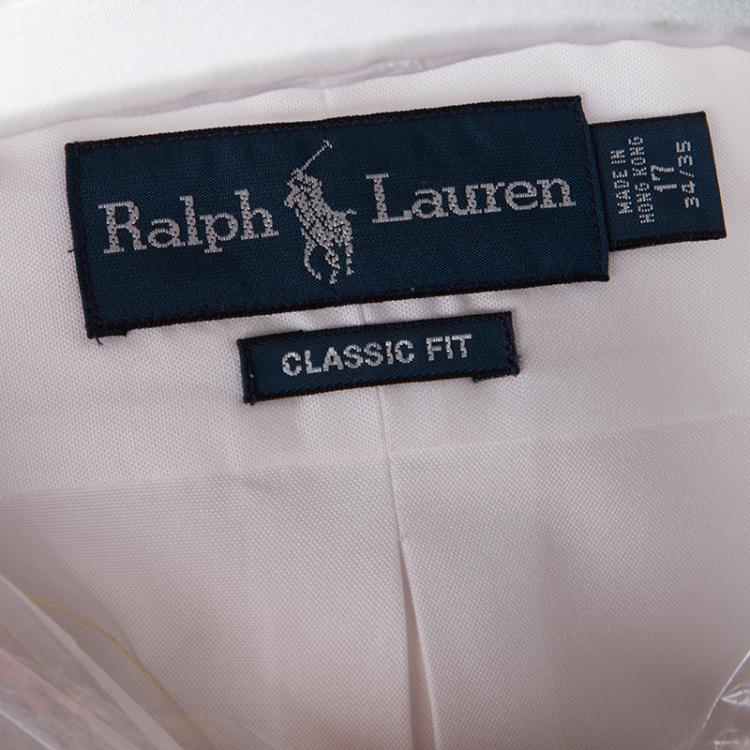 Ralph Lauren
MADE IN
HONG KONG
17
34/35
CLASSIC FIT